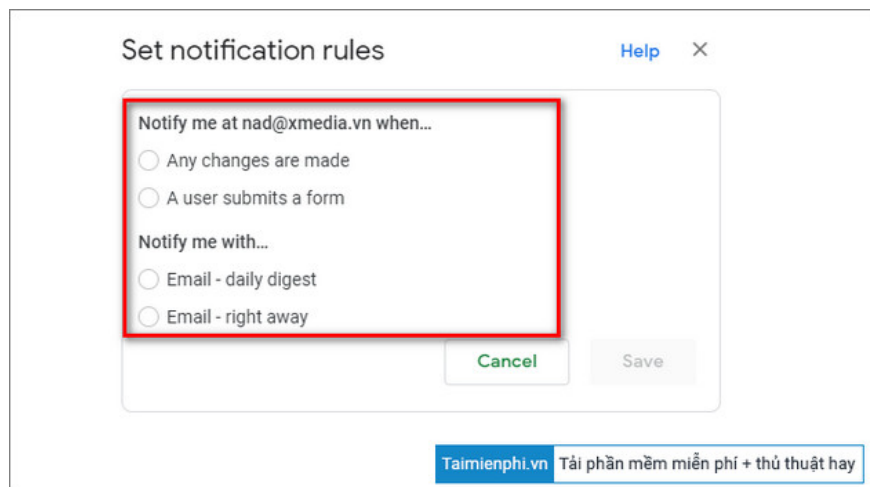 Set notification rules
Help
Notify me at nad@xmedia.vn when...
Any changes are made
A user submits a form
Notify me with...
Email - daily digest
Email - right away
Cancel
Save
Taimienphi.vn Tải phần mềm miễn phí + thủ thuật hay